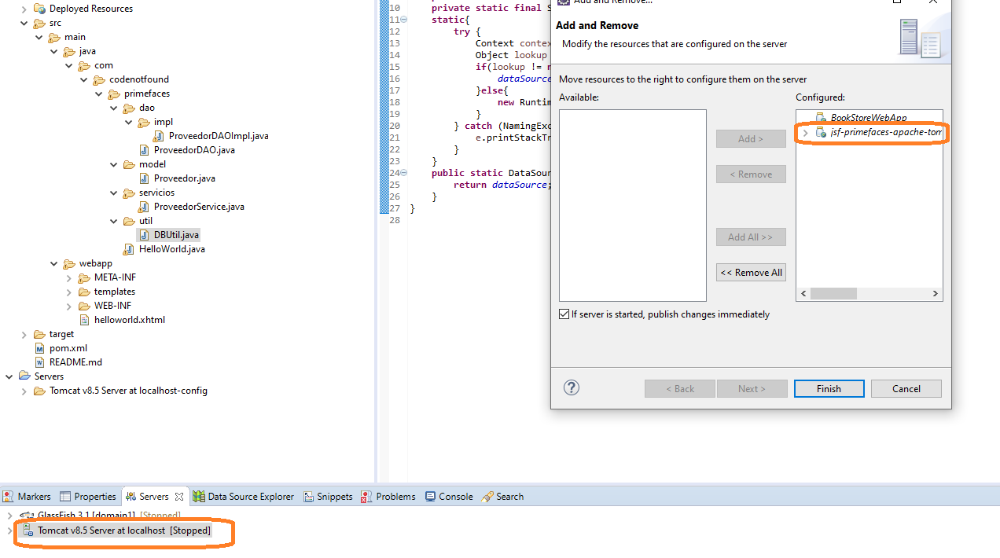 Deployed Resources
src
main
java
com
codenotfound
primefaces
dao
impl
ProveedorDAOImpl.java
ProveedorDAO.java
model
Proveedor.java
servicios
ProveedorService.java
util
DBUtil.java
HelloWorld.java
webapp
META-INF
templates
WEB-INF
helloworld.xhtml
target
pom.xml
README.md
Servers
Tomcat v8.5 Server at localhost-config
10 private static final
11 static{
12 try {
13 Context
14 Object lookup
15 if(lookup !=
16 dataSource
17 }else{
18 new
19 }
20 } catch
21 e.
22 }
23 }
24 public static
25 return dataSource;
26 }
27 }
28
Add and Remove...
Add and Remove
Modify the resources that are configured on the server
Move resources to the right to configure them on the server
Available:
Configured:
BookStoreWebApp
jsf-primefaces-apache-tom
Add >
< Remove
Add All >>
<< Remove All
If server is started, publish changes immediately
?
< Back
Next >
Finish
Cancel
Markers
Properties
Servers
Data Source Explorer
Snippets
Problems
Console
Search
GlassFish 3.1 [domain1] [Stopped]
Tomcat v8.5 Server at localhost [Stopped]